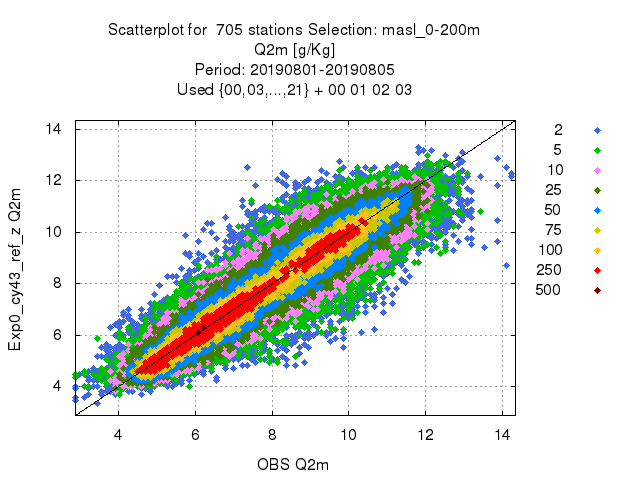 Scatterplot for 705 stations Selection: masl_0-200m
Q2m [g/Kg]
Period: 20190801-20190805
Used {00,03,...,21} + 00 01 02 03
14
12
10
8
6
4
Exp0_cy43_ref_z Q2m
4 6 8 10 12 14
OBS Q2m
2
5
10
25
50
75
100
250
500